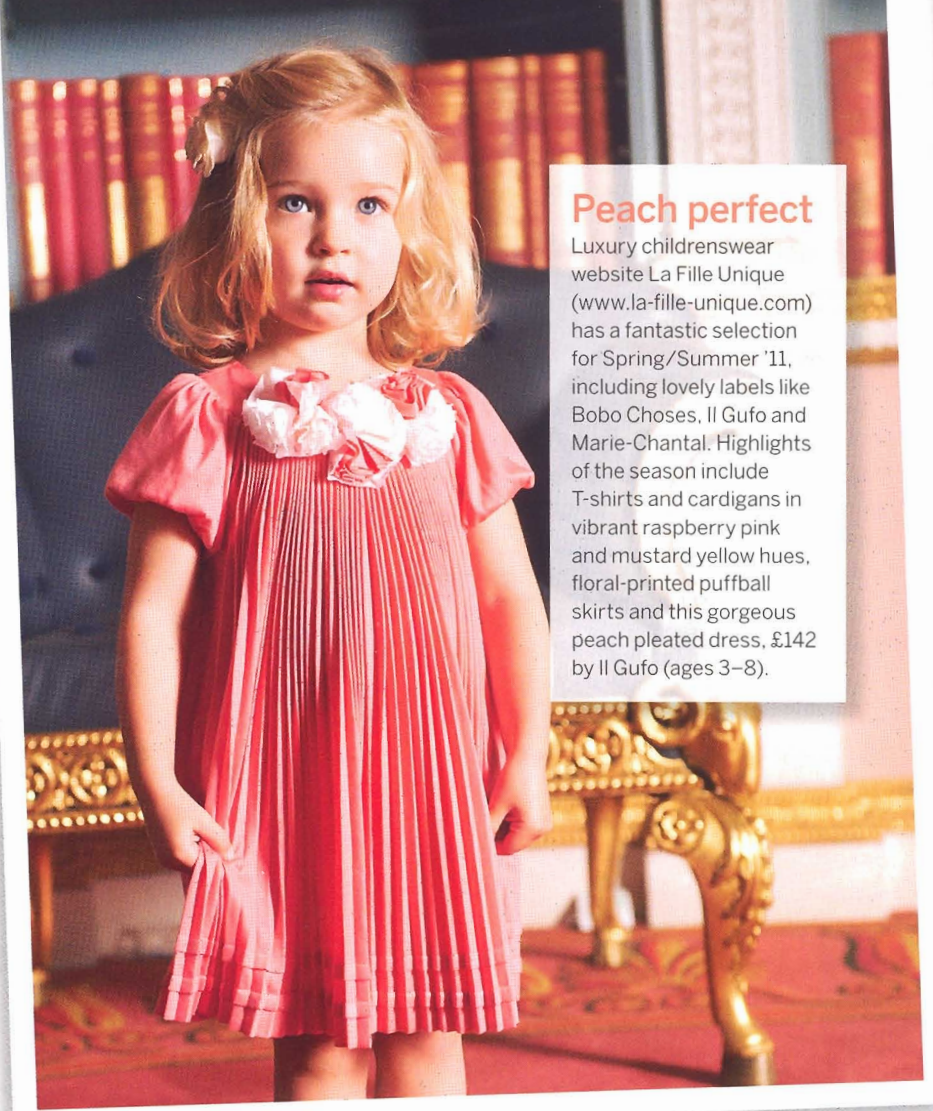 Peach perfect
Luxury childrenswear
website La Fille Unique
(www.la-fille-unique.com)
has a fantastic selection
for Spring/Summer '11,
including lovely labels like
Bobo Choses, Il Gufo and
Marie-Chantal. Highlights
of the season include
T-shirts and cardigans in
vibrant raspberry pink
and mustard yellow hues,
floral-printed puffball
skirts and this gorgeous
peach pleated dress, £142
by Il Gufo (ages 3–8).